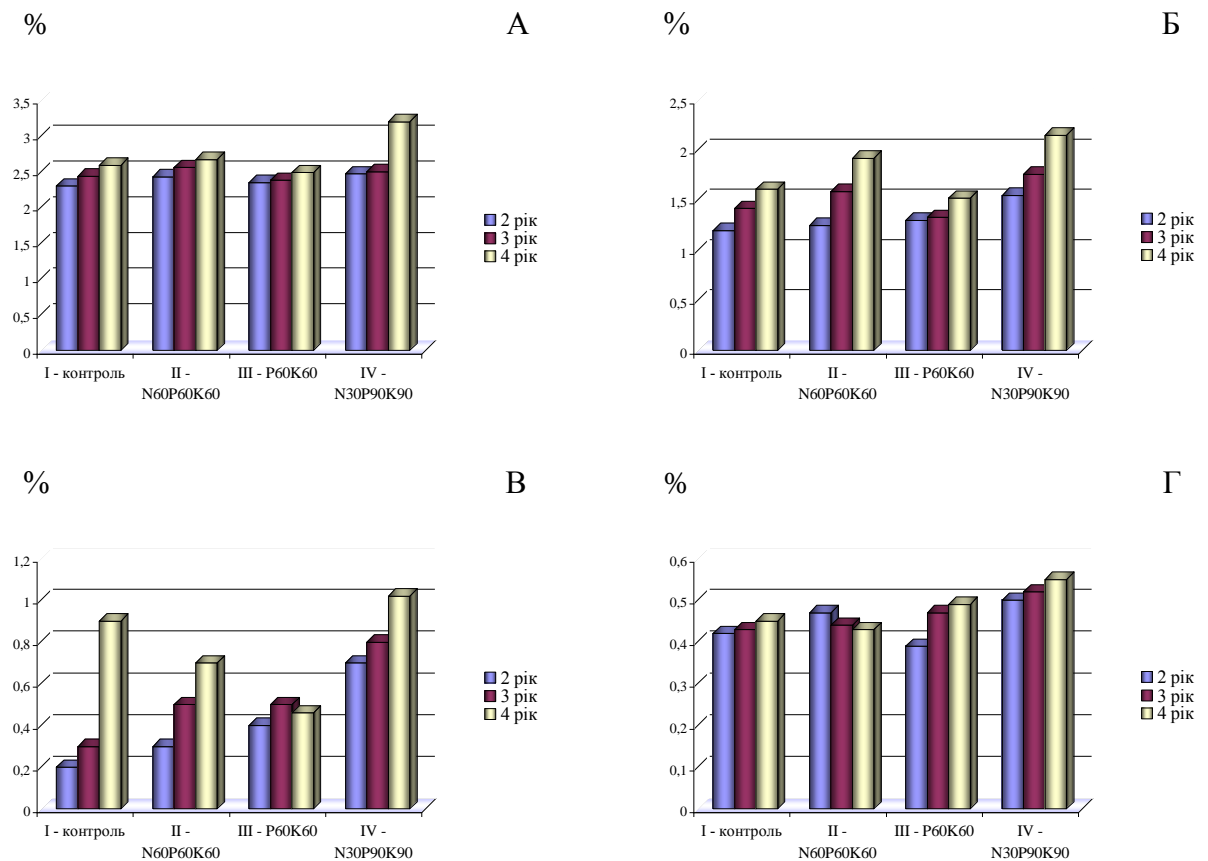 % А
3,5
3
2,5
2
1,5
1
0,5
0
I - контроль
II -
N60P60K60
III - P60K60
IV -
N30P90K90
2 рік
3 рік
4 рік
% Б
2,5
2
1,5
1
0,5
0
I - контроль
II -
N60P60K60
III - P60K60
IV -
N30P90K90
2 рік
3 рік
4 рік
% В
1,2
1
0,8
0,6
0,4
0,2
0
I - контроль
II -
N60P60K60
III - P60K60
IV -
N30P90K90
2 рік
3 рік
4 рік
% Г
0,6
0,5
0,4
0,3
0,2
0,1
0
I - контроль
II -
N60P60K60
III - P60K60
IV -
N30P90K90
2 рік
3 рік
4 рік